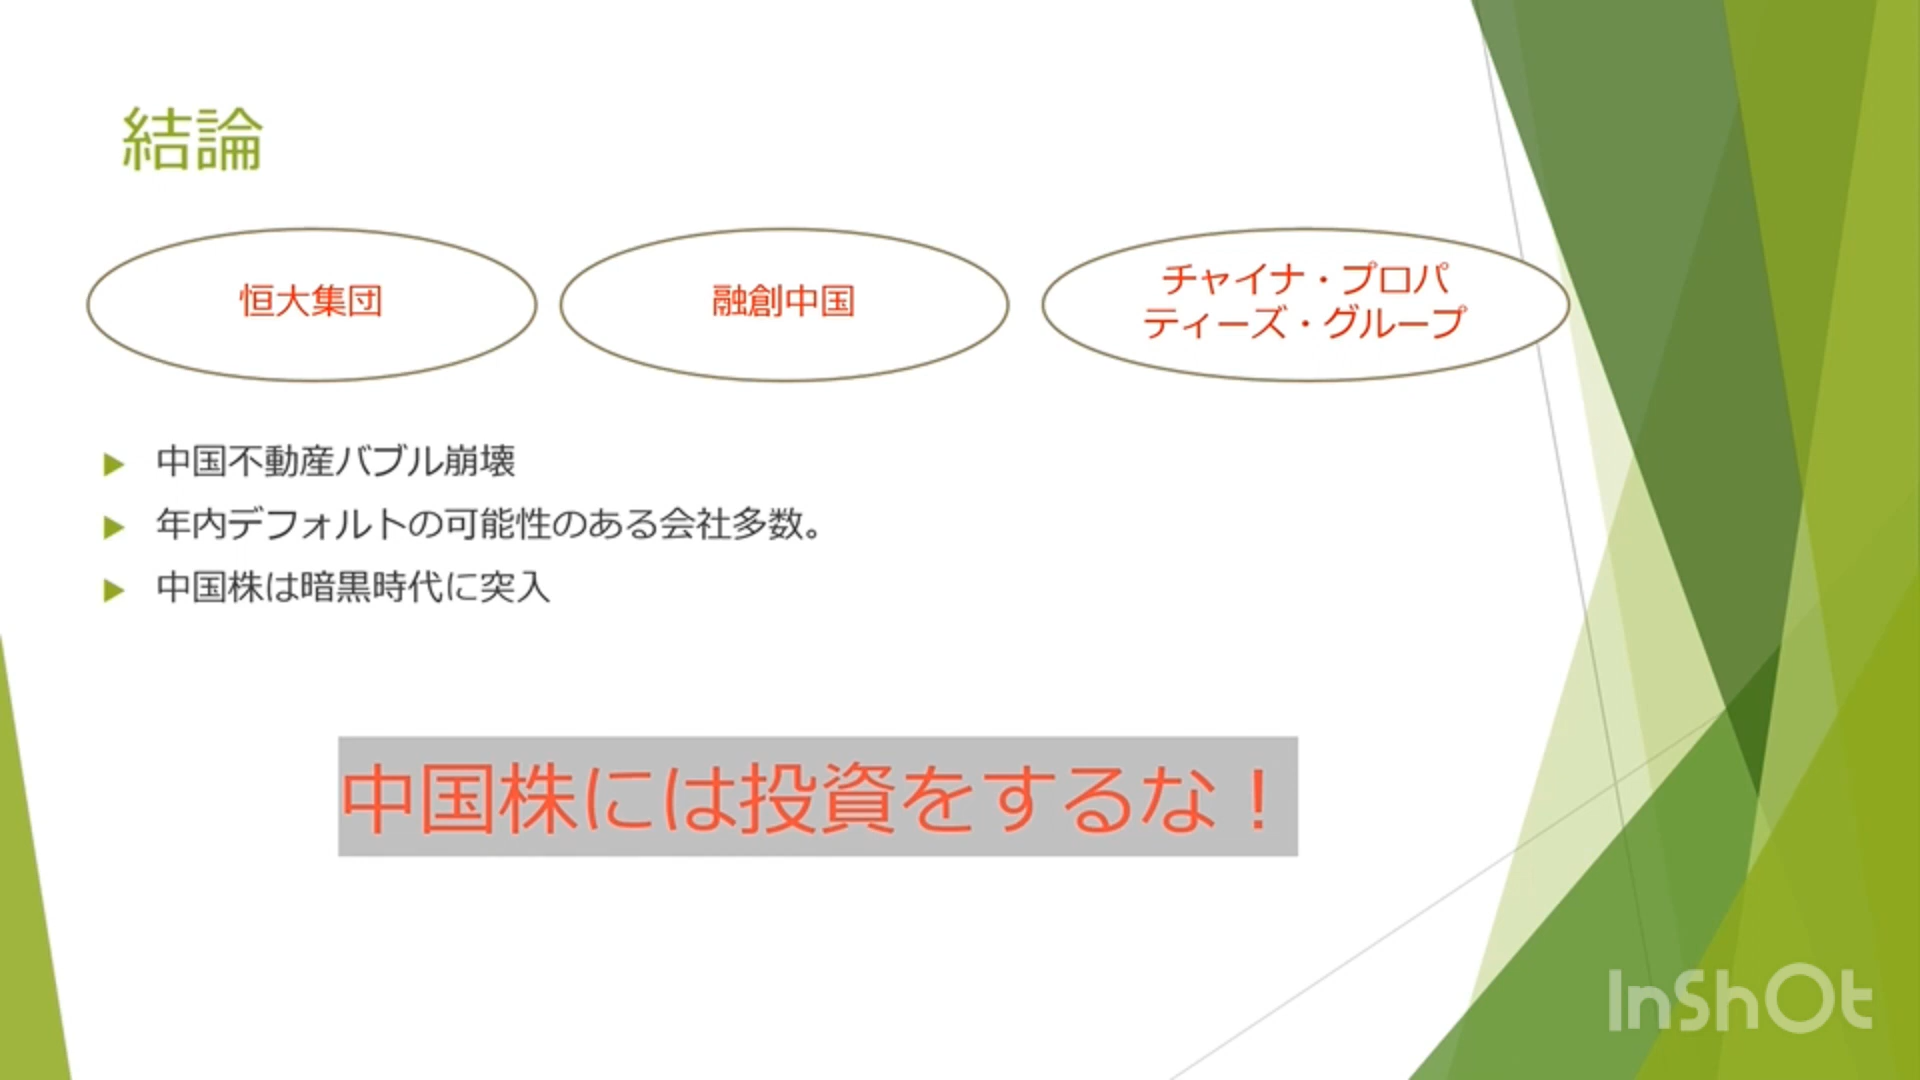 結論
恒大集団
融創中国
チャイナ・プロパ
ティーズ・グループ
中国不動産バブル崩壊
年内デフォルトの可能性のある会社多数。
中国株は暗黒時代に突入
中国株には投資をするな！
InShOt